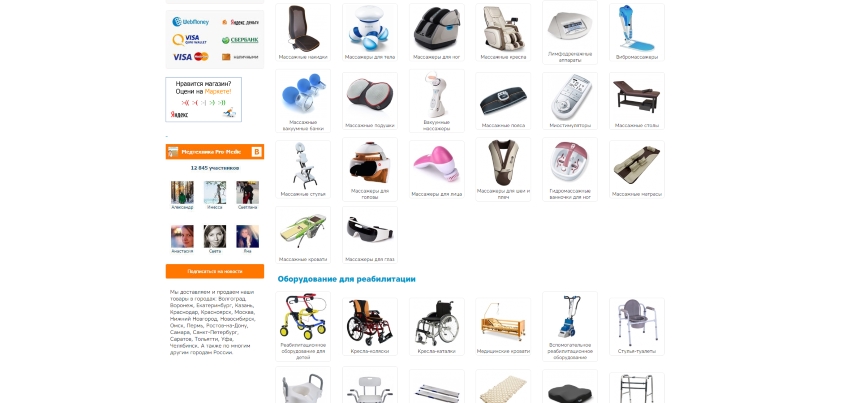 WebMoney
Яндекс деньги
VISA
QIWI WALLET
СБЕРБАНК
VISA
НАЛИЧНЫМИ
Нравится магазин?
Оцени на Маркете!
Яндекс
Медтехника Pro Medic
В
12 845 участников
Александр
Инесса
Светлана
Анастасия
Света
Подписаться на новости
Мы доставляем и продаем наши
товары в городах: Волгоград,
Воронеж, Екатеринбург, Казань,
Краснодар, Красноярск, Москва,
Нижний Новгород, Новосибирск,
Омск, Пермь, Ростов-на-Дону,
Самара, Санкт-Петербург,
Саратов, Тольятти, Уфа,
Челябинск. А также по многим
другим городам России.
Массажные накидки
Массажеры для тела
Массажеры для ног
Массажные кресла
Лимфодренажные
аппараты
Вибромассажеры
Массажные
вакуумные банки
Массажные подушки
Вакуумные
массажеры
Массажные пояса
Миостимуляторы
Массажные столы
Массажные стулья
Массажеры для
головы
Массажеры для лица
Массажеры для шеи и
плеч
Гидромассажные
ванночки для ног
Массажные матрасы
Массажные кровати
Массажеры для глаз
Оборудование для реабилитации
Реабилитационное
оборудование для
детей
Кресла-коляски
Кресла-каталки
Медицинские кровати
Вспомогательное
реабилитационное
оборудование
Стулья-туалеты